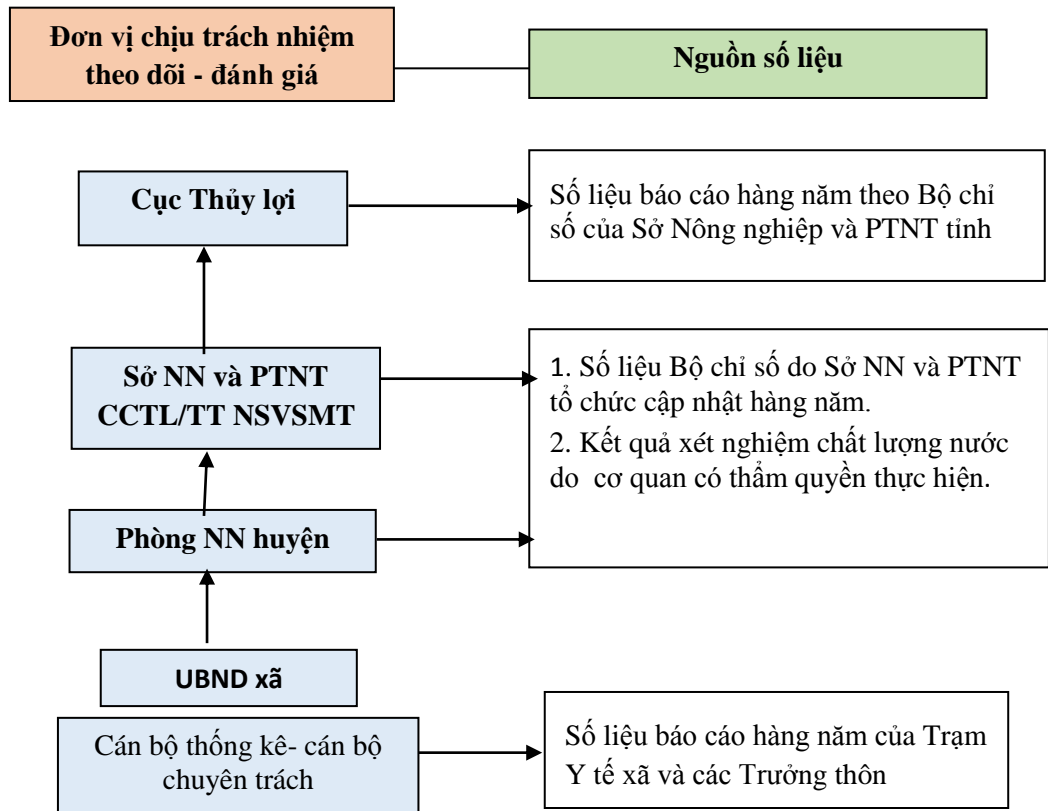 Đơn vị chịu trách nhiệm
theo dõi - đánh giá
Nguồn số liệu
Cục Thủy lợi
Số liệu báo cáo hàng năm theo Bộ chỉ
số của Sở Nông nghiệp và PTNT tỉnh
Sở NN và PTNT
CCTL/TT NSVSMT
1. Số liệu Bộ chỉ số do Sở NN và PTNT
tổ chức cập nhật hàng năm.
2. Kết quả xét nghiệm chất lượng nước
do cơ quan có thẩm quyền thực hiện.
Phòng NN huyện
UBND xã
Cán bộ thống kê- cán bộ
chuyên trách
Số liệu báo cáo hàng năm của Trạm
Y tế xã và các Trưởng thôn